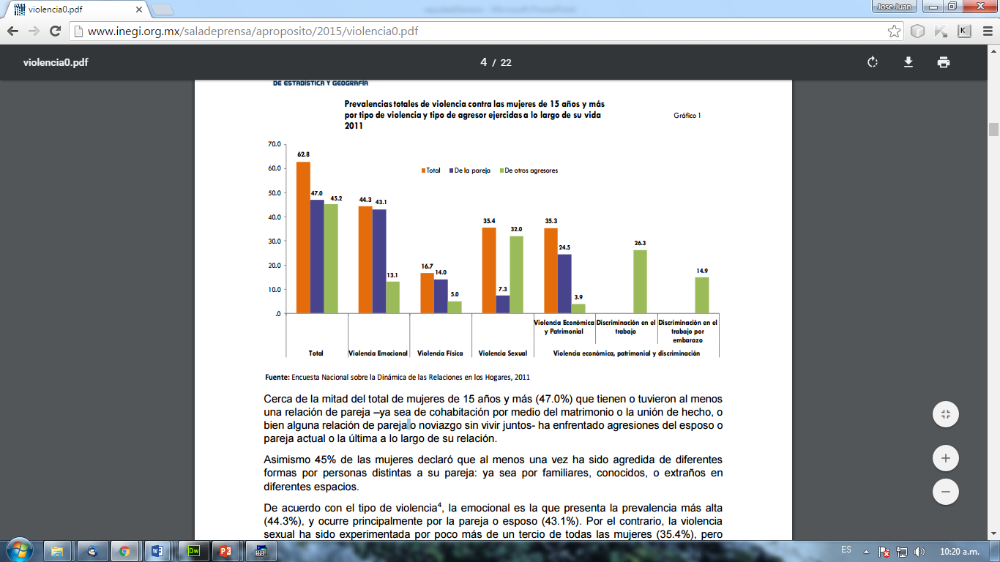 violencia0.pdf
Jose Juan
www.inegi.org.mx/saladeprensa/aproposito/2015/violencia0.pdf
violencia0.pdf
4 / 22
DE ESTADÍSTICA Y GEOGRAFÍA
Prevalencias totales de violencia contra las mujeres de 15 años y más
por tipo de violencia y tipo de agresor ejercidas a lo largo de su vida
2011
Gráfico 1
70.0
60.0
50.0
40.0
30.0
20.0
10.0
.0
Total
De la pareja
De otros agresores
62.8
47.0
45.2
44.3
43.1
13.1
16.7
14.0
5.0
35.4
7.3
32.0
35.3
24.5
3.9
26.3
14.9
Violencia Económica
y Patrimonial
Discriminación en el
trabajo
Discriminación en el
trabajo por
embarazo
Total
Violencia Emocional
Violencia Física
Violencia Sexual
Violencia económica, patrimonial y discriminación
Fuente: Encuesta Nacional sobre la Dinámica de las Relaciones en los Hogares, 2011
Cerca de la mitad del total de mujeres de 15 años y más (47.0%) que tienen o tuvieron al menos
una relación de pareja –ya sea de cohabitación por medio del matrimonio o la unión de hecho, o
bien alguna relación de pareja o noviazgo sin vivir juntos- ha enfrentado agresiones del esposo o
pareja actual o la última a lo largo de su relación.
Asimismo 45% de las mujeres declaró que al menos una vez ha sido agredida de diferentes
formas por personas distintas a su pareja: ya sea por familiares, conocidos, o extraños en
diferentes espacios.
De acuerdo con el tipo de violencia⁴, la emocional es la que presenta la prevalencia más alta
(44.3%), y ocurre principalmente por la pareja o esposo (43.1%). Por el contrario, la violencia
sexual ha sido experimentada por poco más de un tercio de todas las mujeres (35.4%), pero
Dw
ES
10:20 a.m.